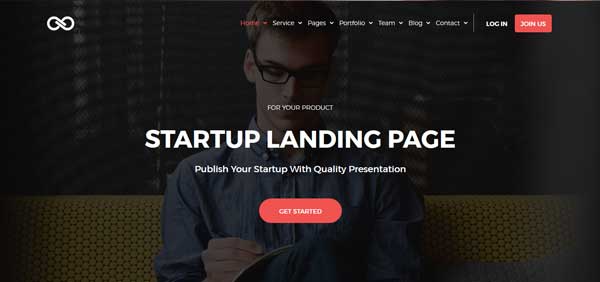 Home Service Pages Portfolio Team Blog Contact LOG IN JOIN US
FOR YOUR PRODUCT
STARTUP LANDING PAGE
Publish Your Startup With Quality Presentation
GET STARTED